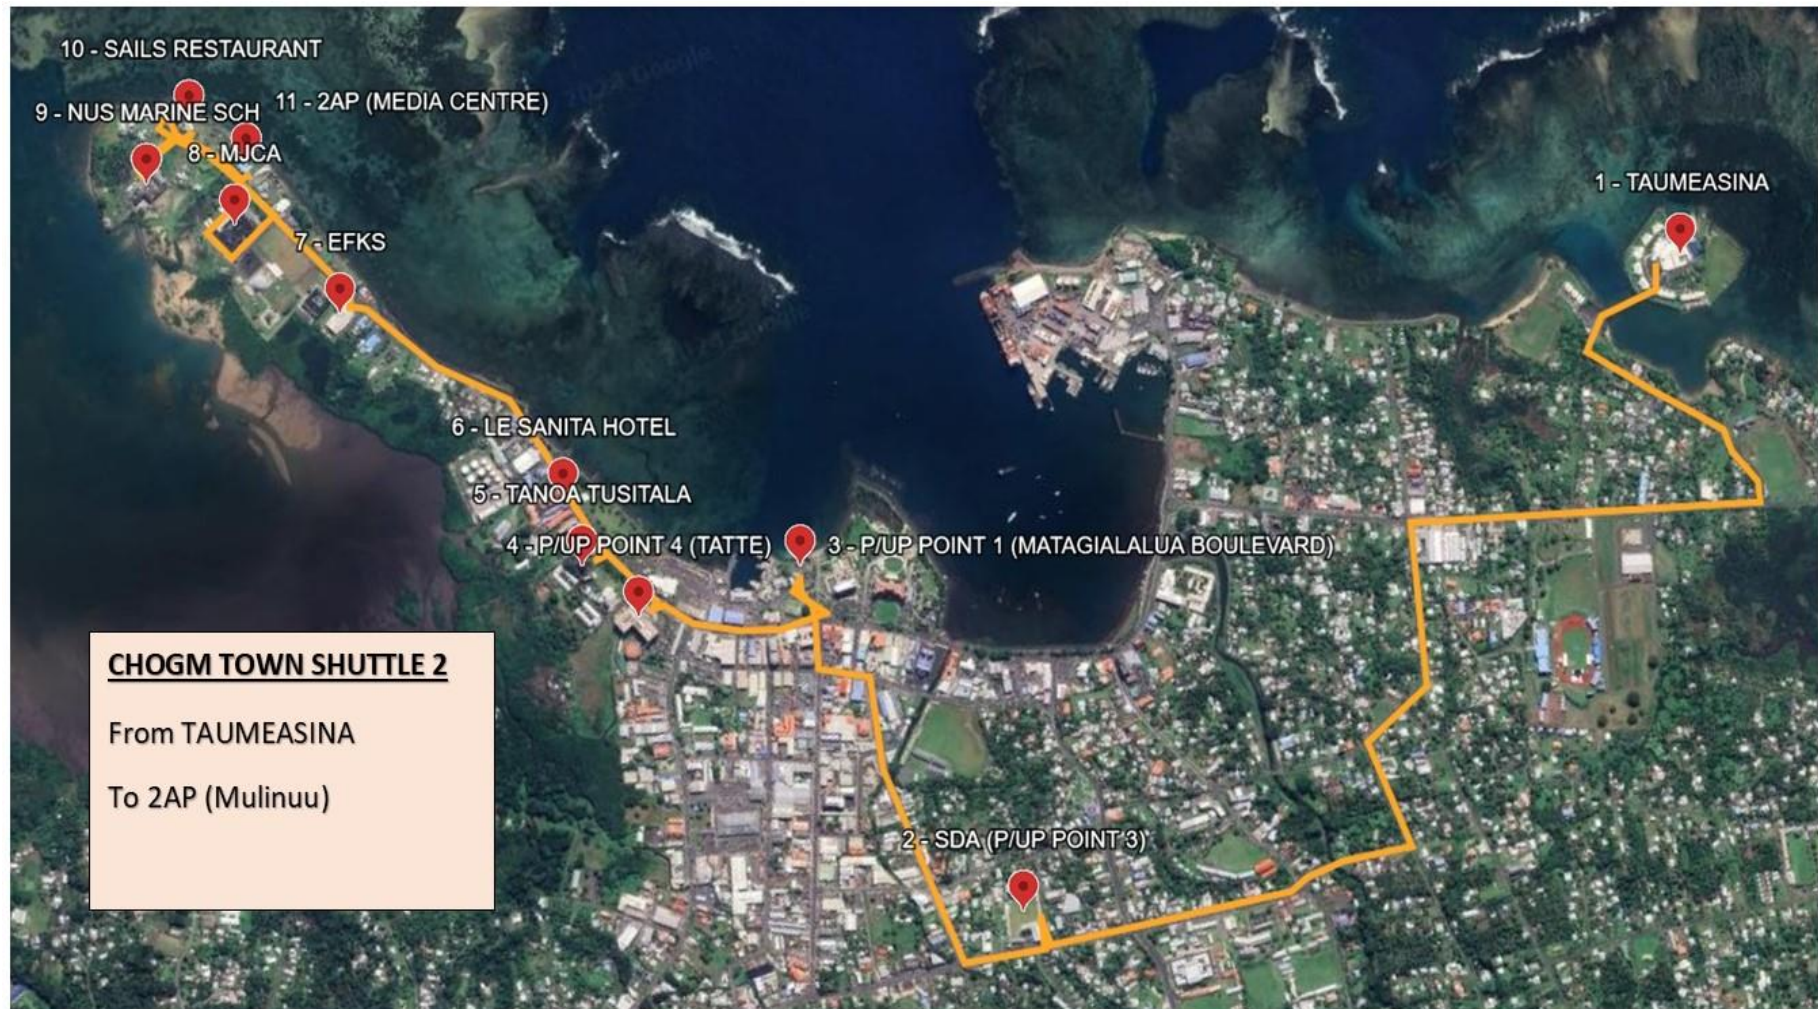 10 - SAILS RESTAURANT
11 - 2AP (MEDIA CENTRE)
9 - NUS MARINE SCH
8 - MJCA
1 - TAUMEASINA
7 - EFKS
6 - LE SANITA HOTEL
5 - TANOA TUSITALA
4 - P/UP POINT 4 (TATTE)
3 - P/UP POINT 1 (MATAGIALALUA BOULEVARD)
2 - SDA (P/UP POINT 3)
CHOGM TOWN SHUTTLE 2
From TAUMEASINA
To 2AP (Mulinuu)